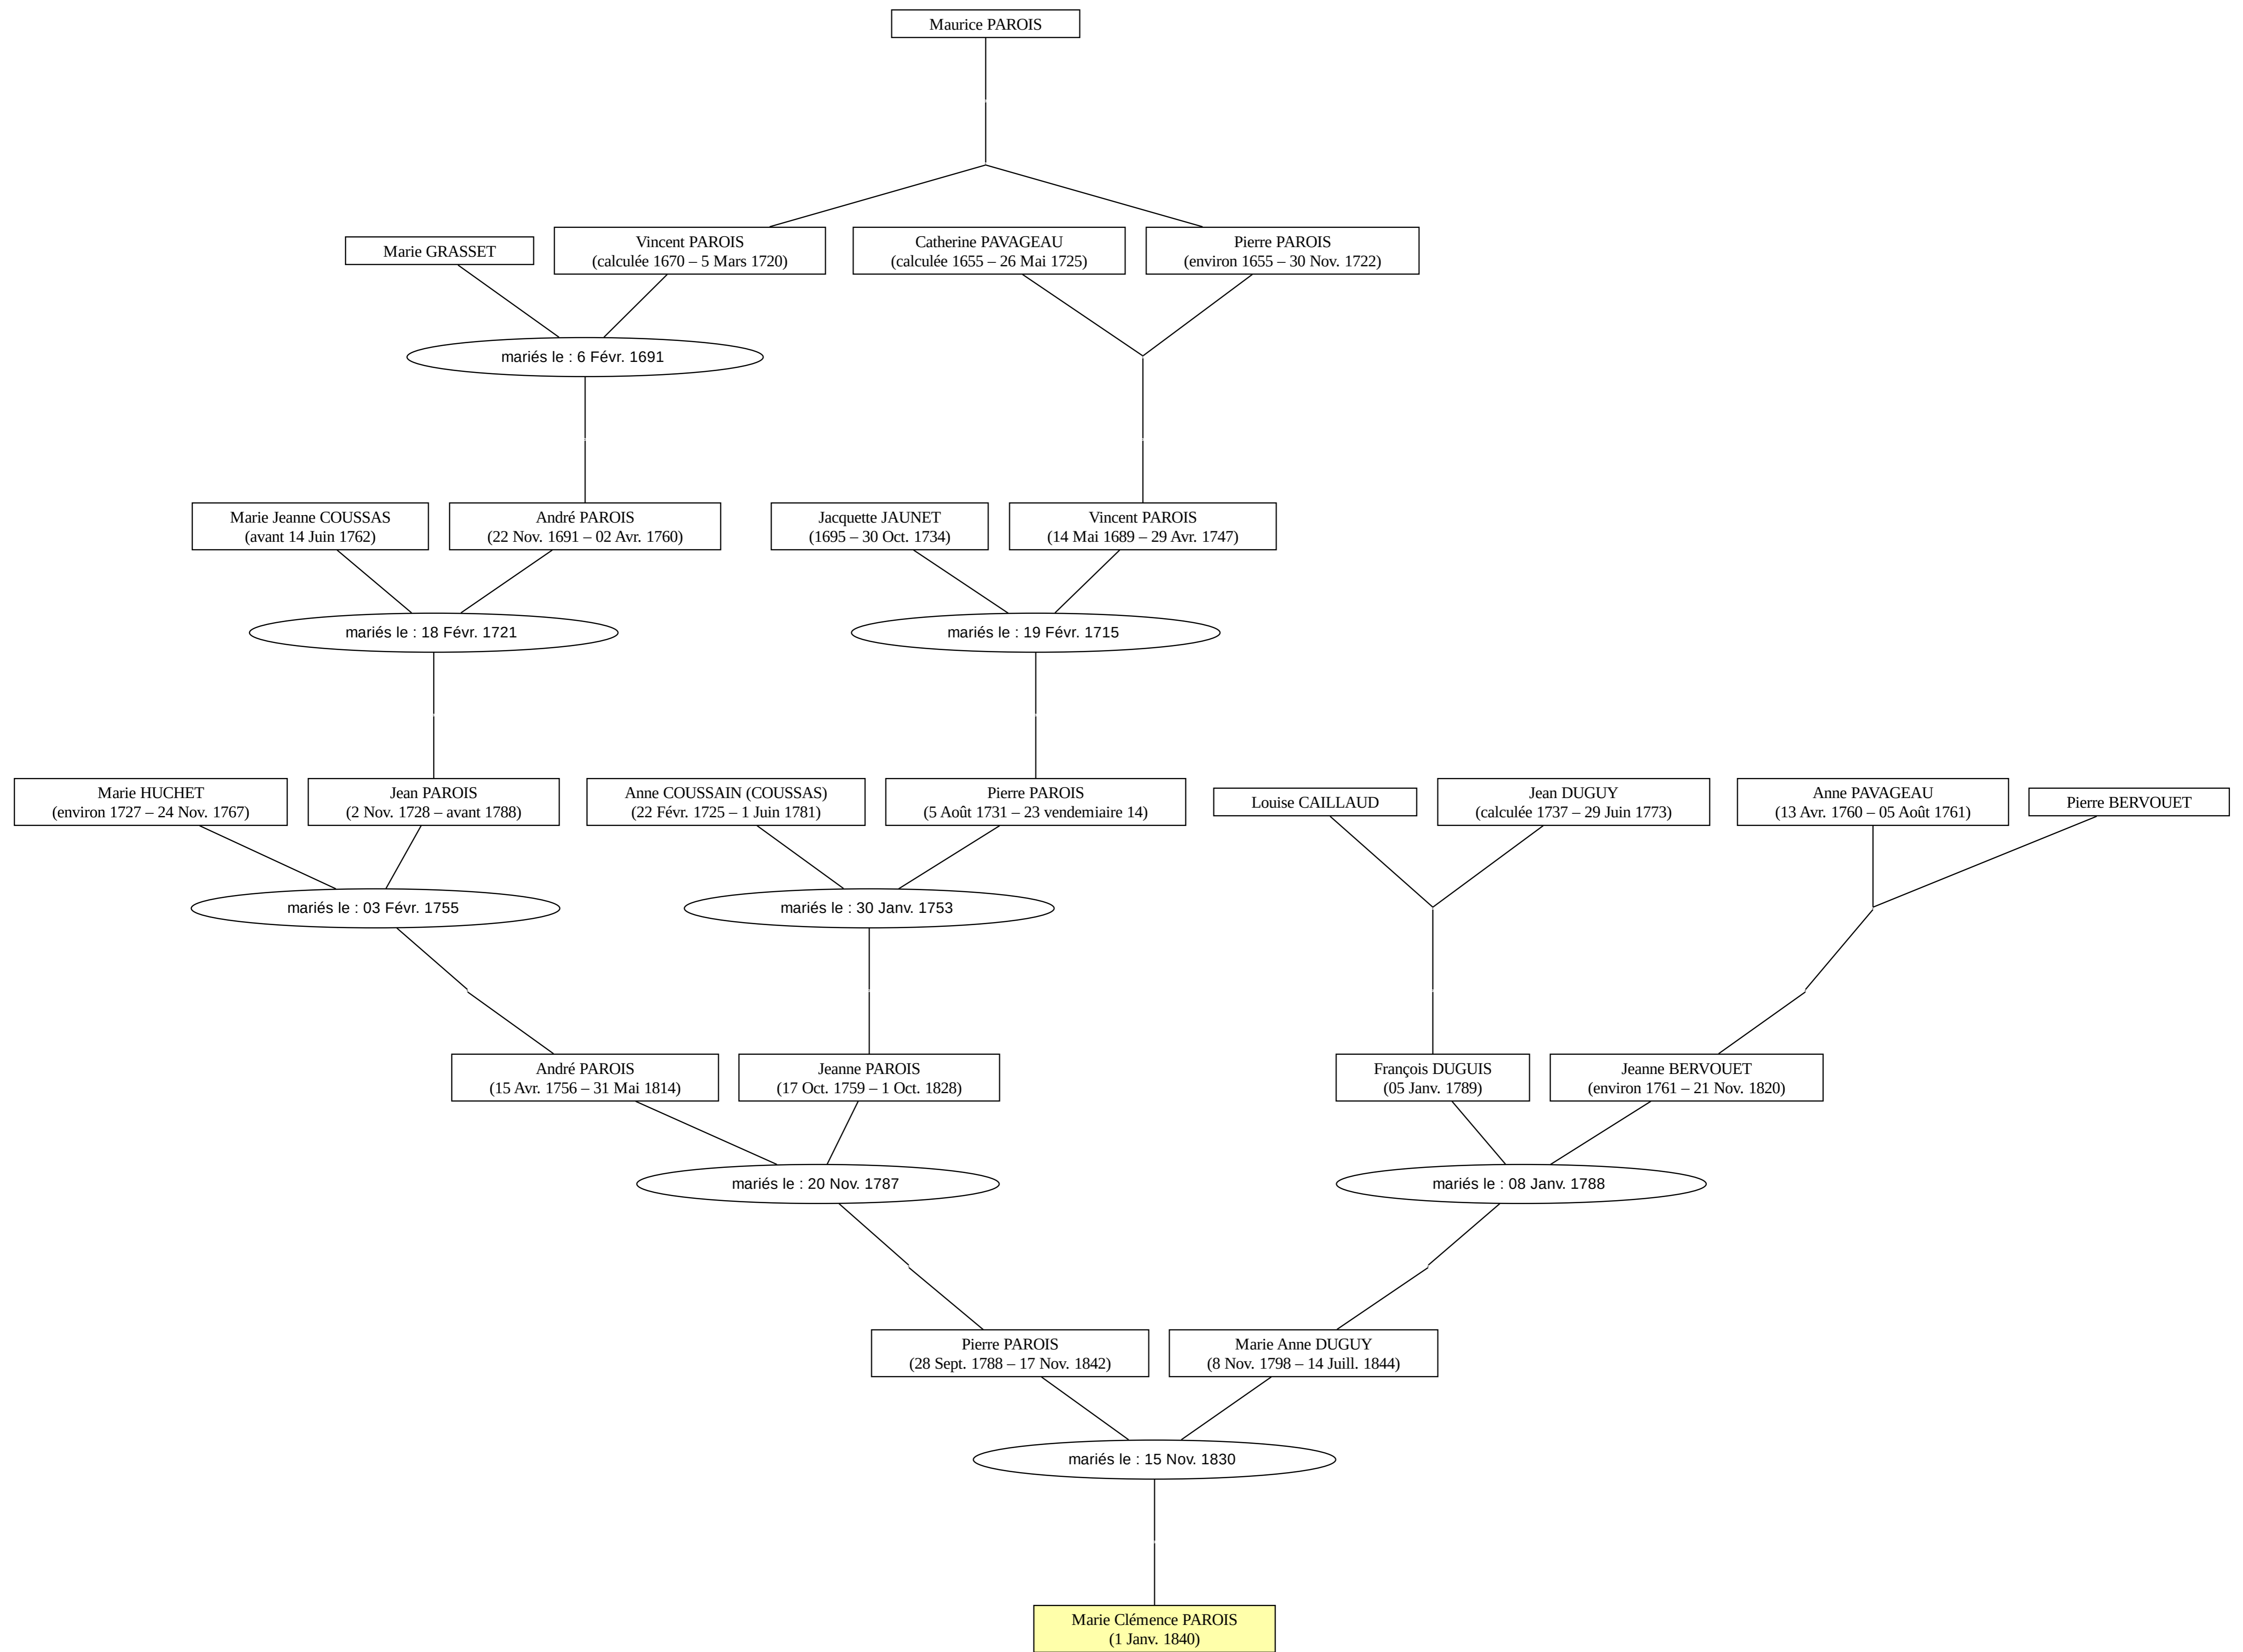 Maurice PAROIS
Marie GRASSET
Vincent PAROIS
(calculée 1670 – 5 Mars 1720)
Catherine PAVAGEAU
(calculée 1655 – 26 Mai 1725)
Pierre PAROIS
(environ 1655 – 30 Nov. 1722)
mariés le : 6 Févr. 1691
Marie Jeanne COUSSAS
(avant 14 Juin 1762)
André PAROIS
(22 Nov. 1691 – 02 Avr. 1760)
Jacquette JAUNET
(1695 – 30 Oct. 1734)
Vincent PAROIS
(14 Mai 1689 – 29 Avr. 1747)
mariés le : 18 Févr. 1721
mariés le : 19 Févr. 1715
Marie HUCHET
(environ 1727 – 24 Nov. 1767)
Jean PAROIS
(2 Nov. 1728 – avant 1788)
Anne COUSSAIN (COUSSAS)
(22 Févr. 1725 – 1 Juin 1781)
Pierre PAROIS
(5 Août 1731 – 23 vendemiaire 14)
Louise CAILLAUD
Jean DUGUY
(calculée 1737 – 29 Juin 1773)
Anne PAVAGEAU
(13 Avr. 1760 – 05 Août 1761)
Pierre BERVOUET
mariés le : 03 Févr. 1755
mariés le : 30 Janv. 1753
André PAROIS
(15 Avr. 1756 – 31 Mai 1814)
Jeanne PAROIS
(17 Oct. 1759 – 1 Oct. 1828)
François DUGUIS
(05 Janv. 1789)
Jeanne BERVOUET
(environ 1761 – 21 Nov. 1820)
mariés le : 20 Nov. 1787
mariés le : 08 Janv. 1788
Pierre PAROIS
(28 Sept. 1788 – 17 Nov. 1842)
Marie Anne DUGUY
(8 Nov. 1798 – 14 Juill. 1844)
mariés le : 15 Nov. 1830
Marie Clémence PAROIS
(1 Janv. 1840)